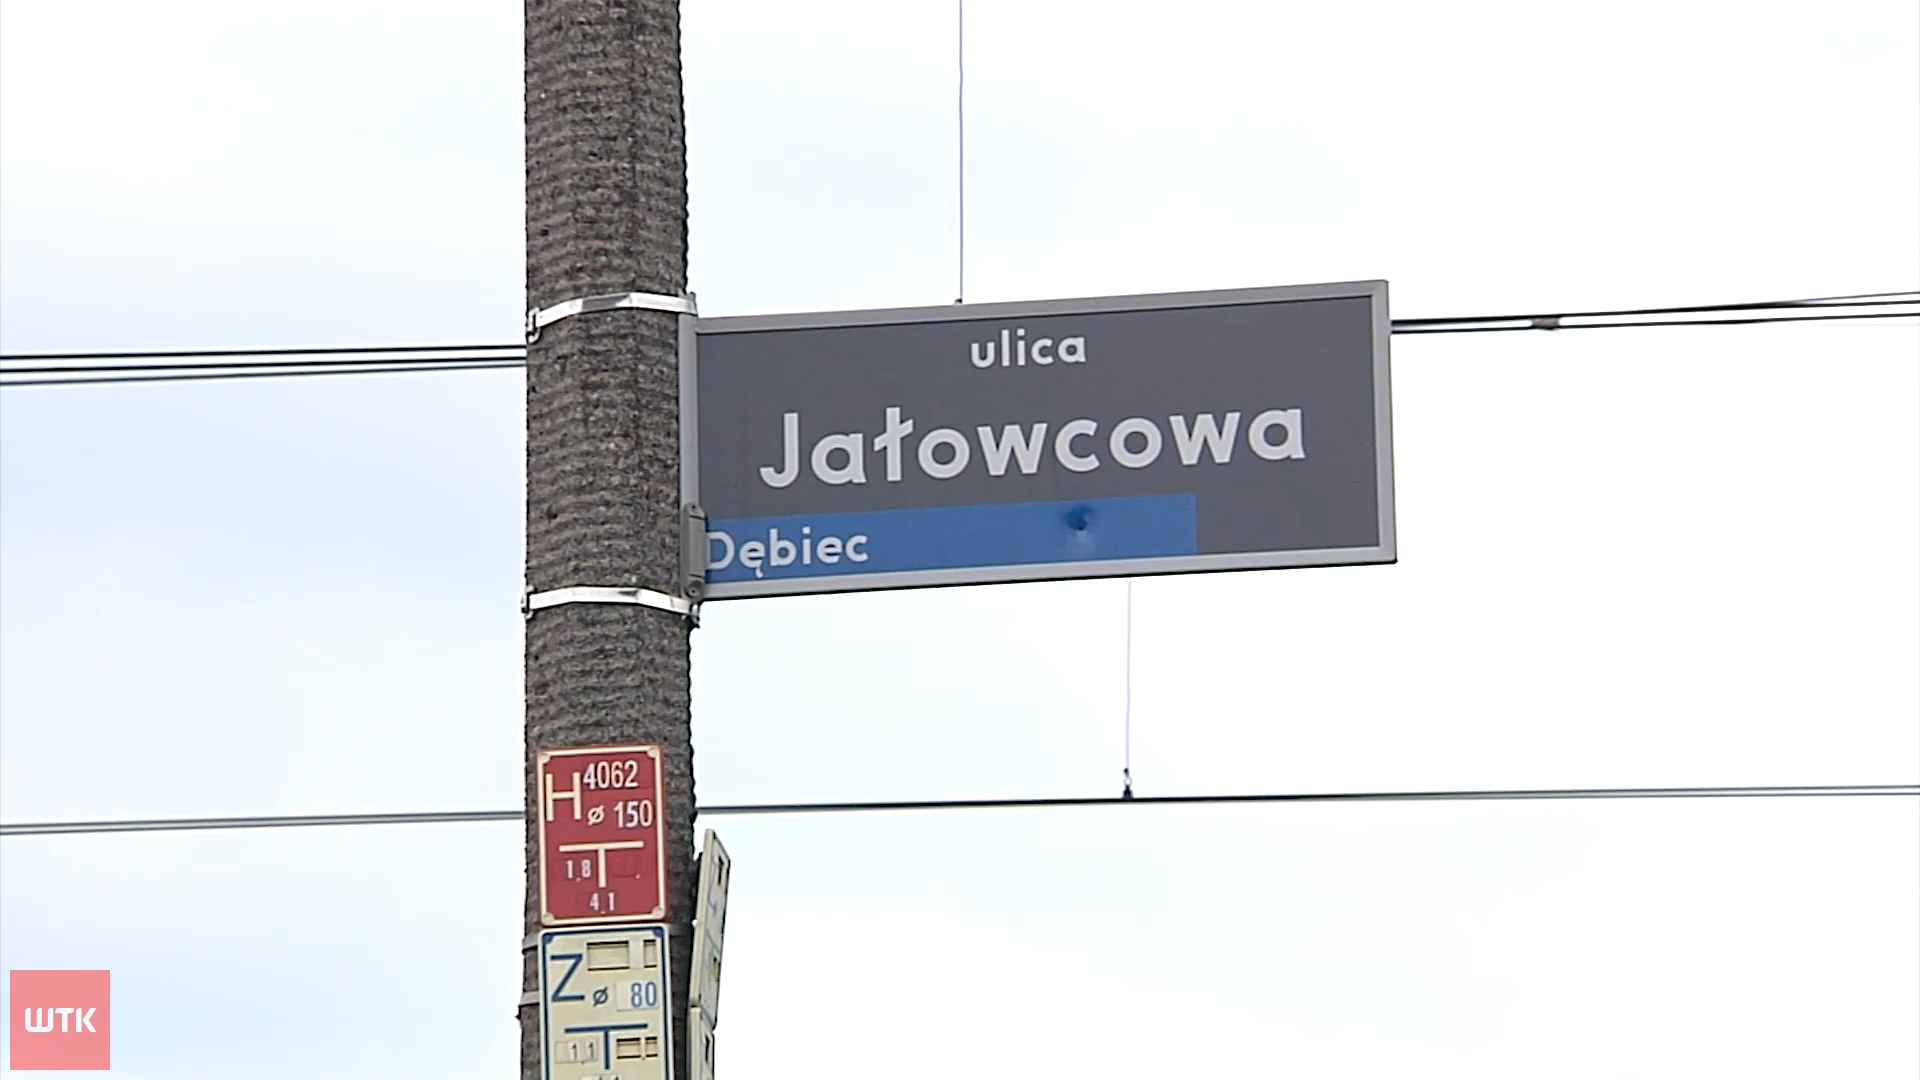 ulica
Jałowcowa
Dębiec
H 4062
ø 150
1,8
4,1
Z
ø 80
1,1
WTK